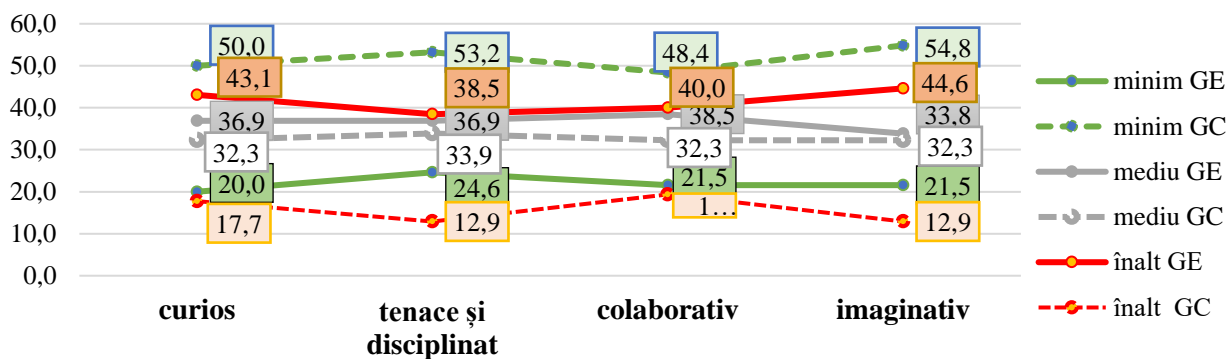 60,0
50,0
40,0
30,0
20,0
10,0
0,0
50,0 53,2 48,4 54,8
43,1 38,5 40,0 44,6
36,9 36,9 38,5 33,8
32,3 33,9 32,3 32,3
20,0 24,6 21,5 21,5
17,7 12,9 1… 12,9
curios
tenace și
disciplinat
colaborativ
imaginativ
minim GE
minim GC
mediu GE
mediu GC
înalt GE
înalt GC